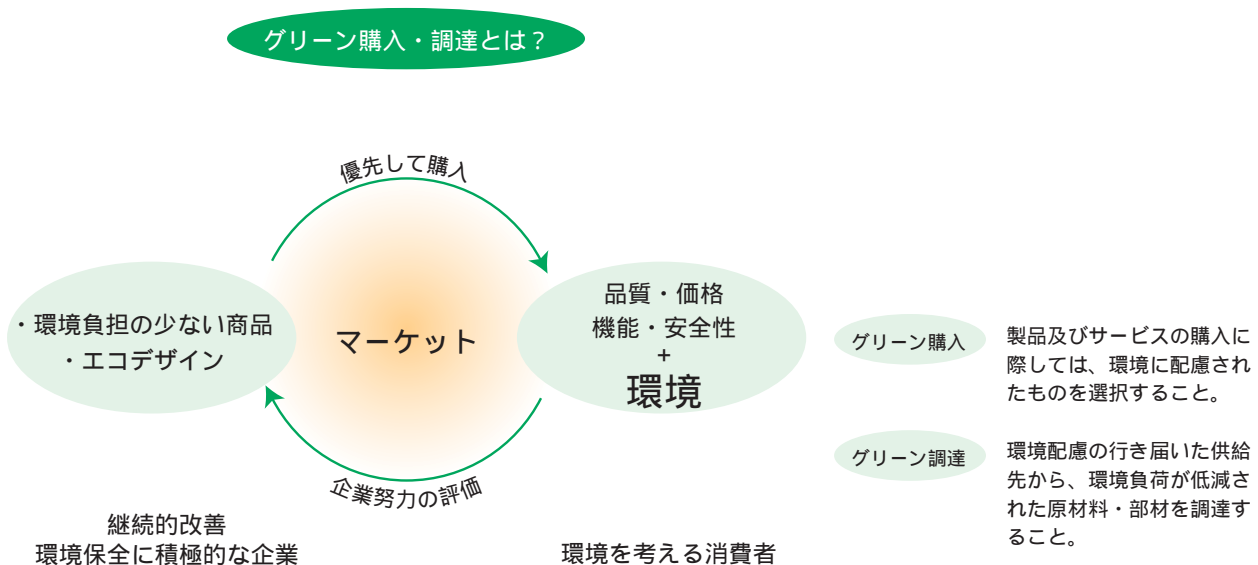 グリーン購入・調達とは？
優先して購入
・環境負担の少ない商品
・エコデザイン
マーケット
品質・価格
機能・安全性
+
環境
企業努力の評価
継続的改善
環境保全に積極的な企業
環境を考える消費者
グリーン購入
製品及びサービスの購入に
際しては、環境に配慮され
たものを選択すること。
グリーン調達
環境配慮の行き届いた供給
先から、環境負荷が低減さ
れた原材料・部材を調達す
ること。